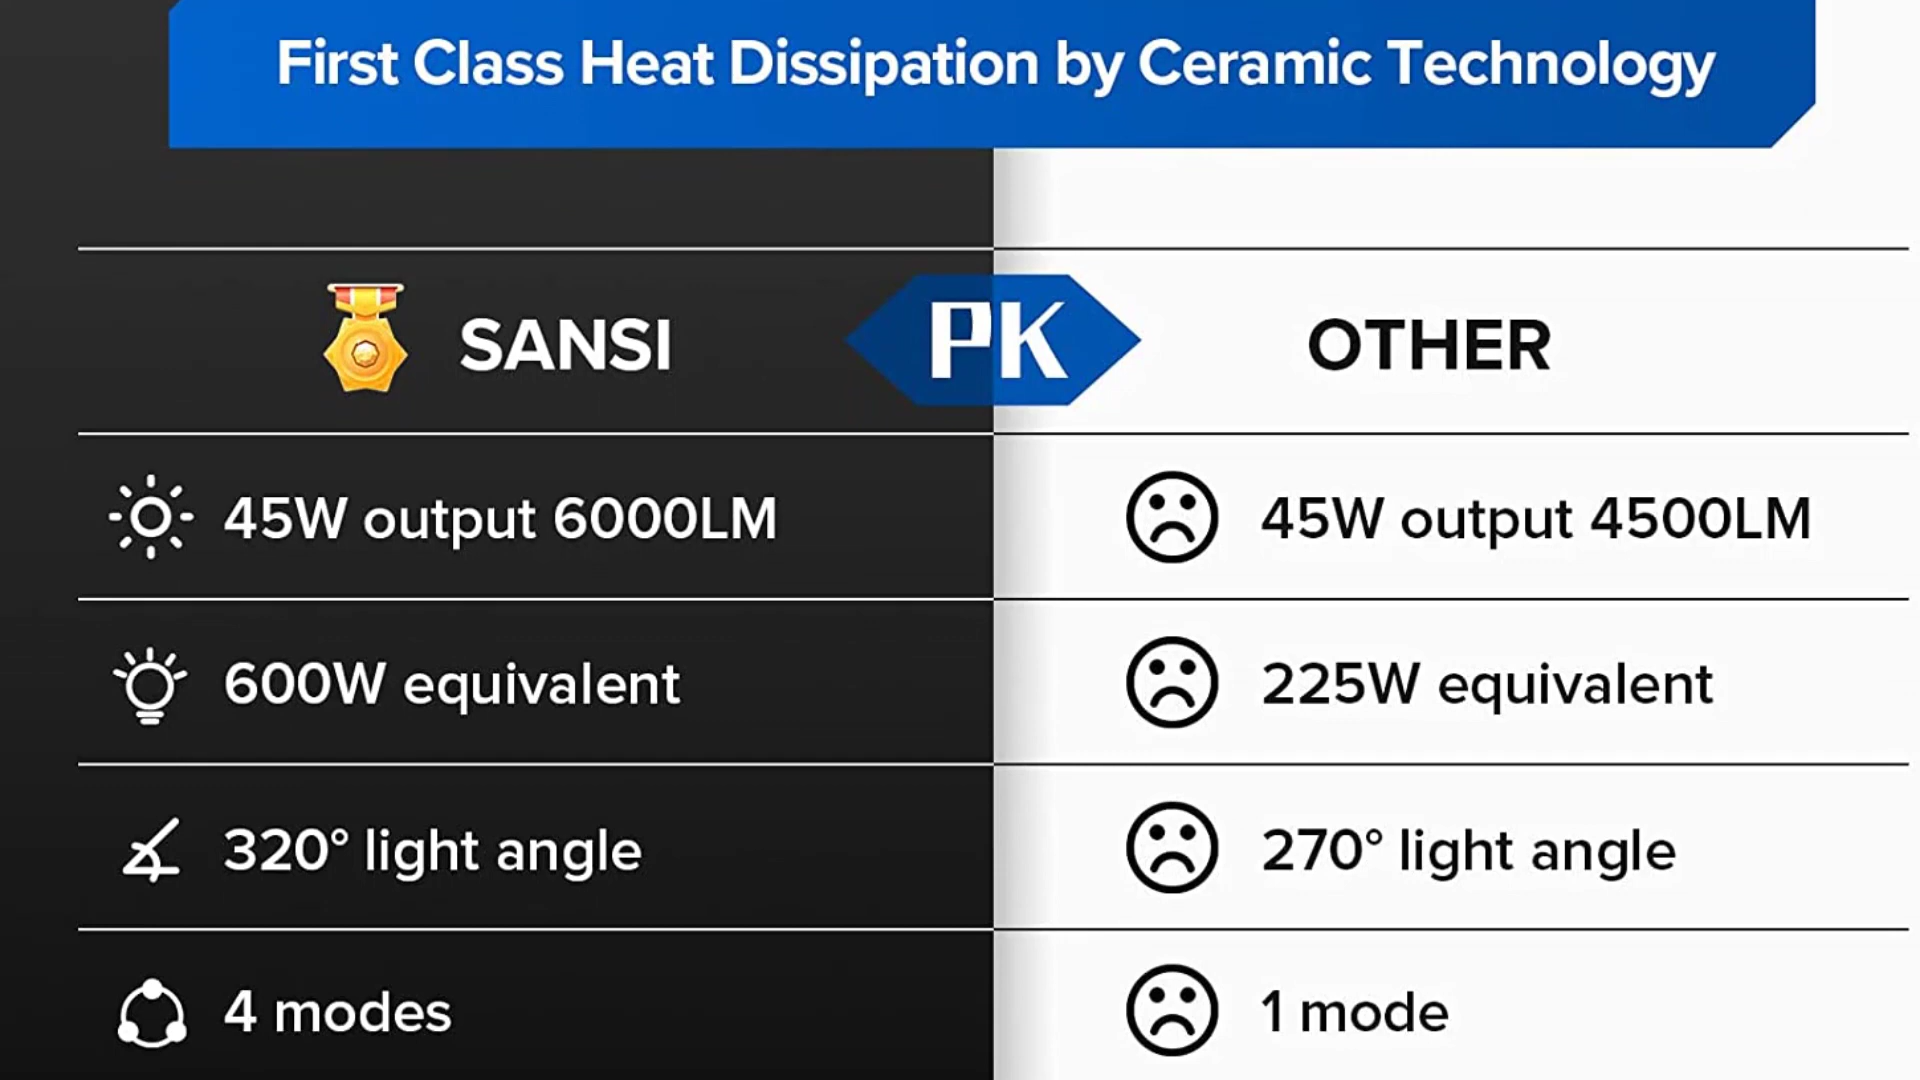 First Class Heat Dissipation by Ceramic Technology
SANSI PK OTHER
45W output 6000LM 45W output 4500LM
600W equivalent 225W equivalent
320° light angle 270° light angle
4 modes 1 mode